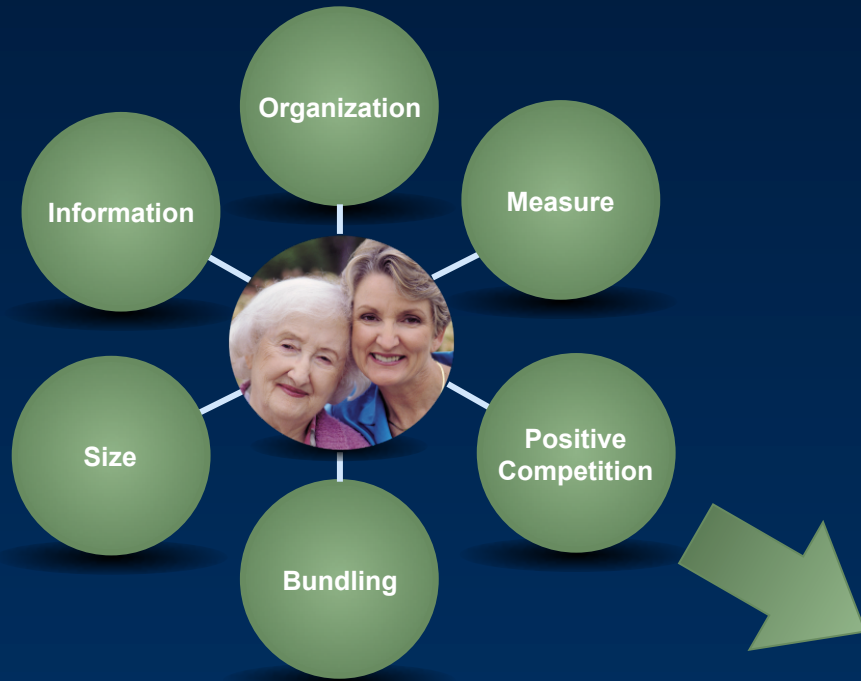 Organization
Measure
Information
Positive
Competition
Size
Bundling